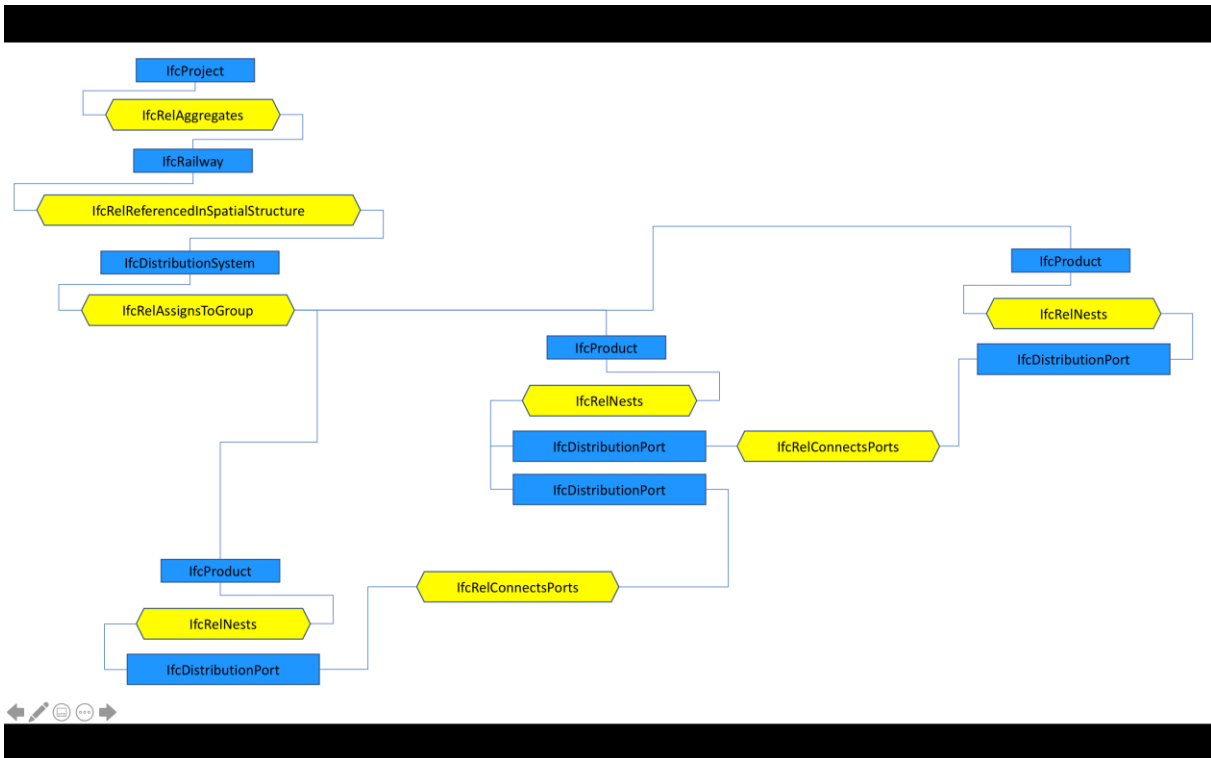 IfcProject
IfcRelAggregates
IfcRailway
IfcRelReferencedInSpatialStructure
IfcDistributionSystem
IfcRelAssignsToGroup
IfcProduct
IfcRelNests
IfcDistributionPort
IfcProduct
IfcRelNests
IfcDistributionPort
IfcRelConnectsPorts
IfcDistributionPort
IfcProduct
IfcRelConnectsPorts
IfcRelNests
IfcDistributionPort